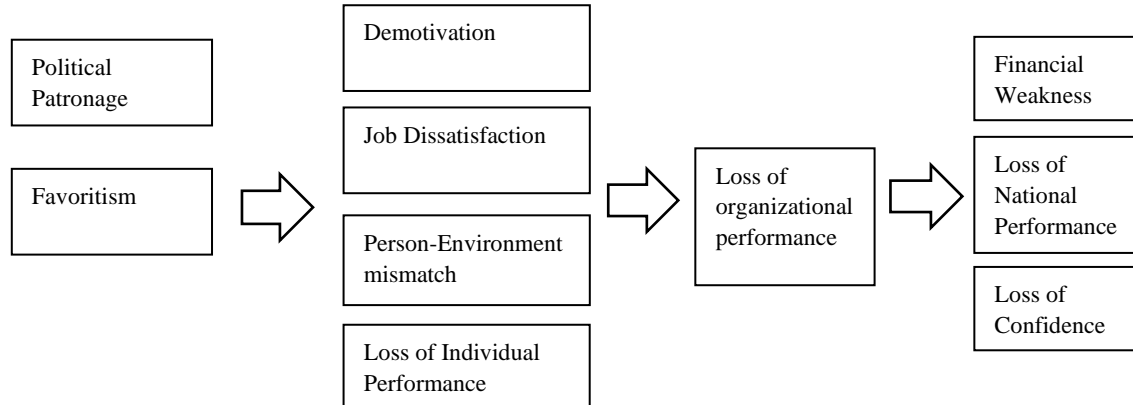 Political
Patronage
Favoritism
Demotivation
Job Dissatisfaction
Person-Environment
mismatch
Loss of Individual
Performance
Loss of
organizational
performance
Financial
Weakness
Loss of
National
Performance
Loss of
Confidence